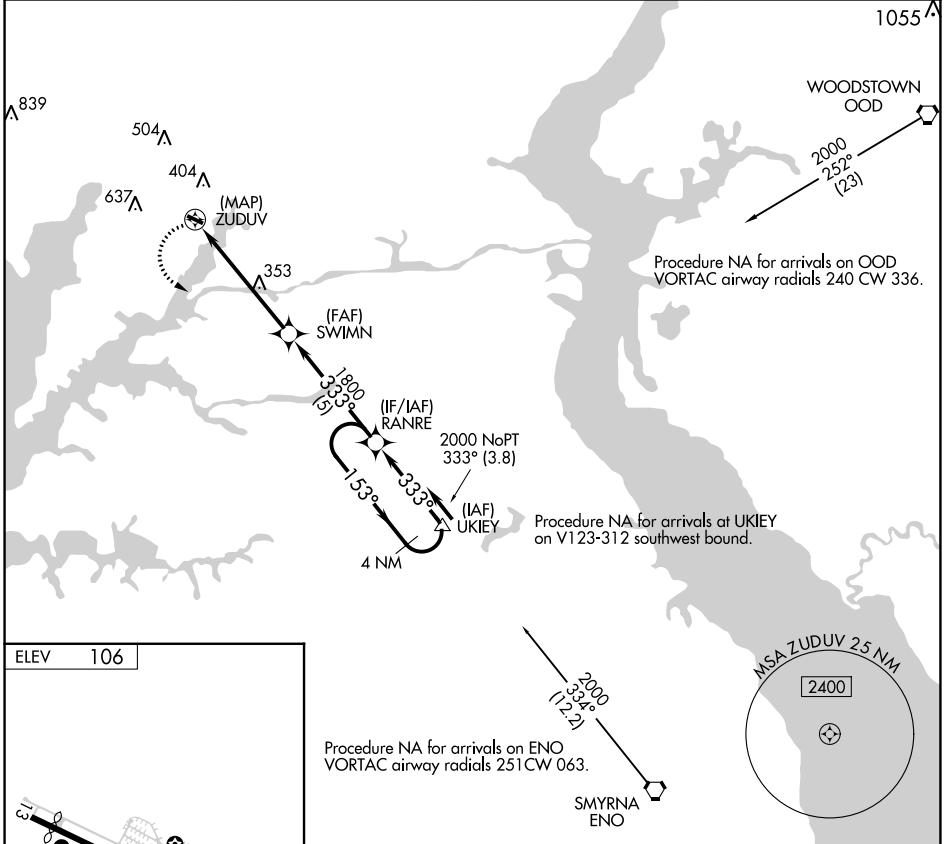 1055
WOODSTOWN
OOD
839
504
404
637
(MAP)
ZUDUV
2000
252°
(23)
Procedure NA for arrivals on OOD
VORTAC airway radials 240 CW 336.
353
(FAF)
SWIMN
1800
333°
(5)
(IF/IAF)
RANRE
2000 NoPT
333° (3.8)
153°
333°
(IAF)
UKIEY
4 NM
Procedure NA for arrivals at UKIEY
on V123-312 southwest bound.
ELEV 106
MSA ZUDUV 25 NM
2400
2000
334°
(12.2)
Procedure NA for arrivals on ENO
VORTAC airway radials 251CW 063.
SMYRNA
ENO
13